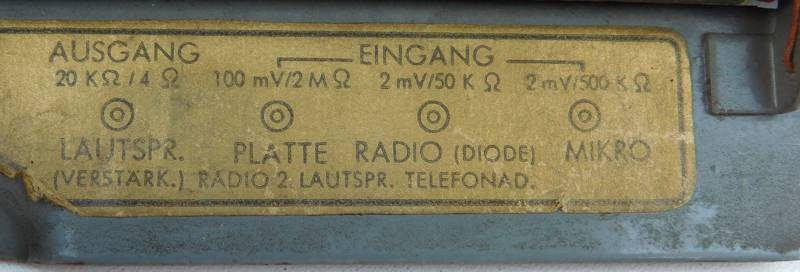 AUSGANG EINGANG
20 KΩ/4 Ω 100 mV/2 MΩ 2 mV/50 K Ω 2 mV/500 KΩ
LAUTSPR. PLATTE RADIO (DIODE) MIKRO
(VERSTÄRK.) RADIO 2. LAUTSPR. TELEFONAD.